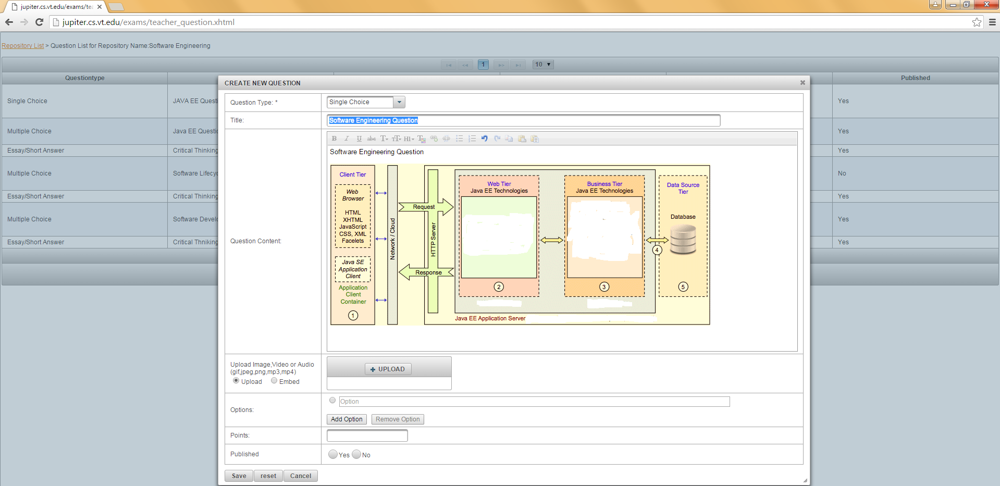 jupiter.cs.vt.edu/exams/te
jupiter.cs.vt.edu/exams/teacher_question.xhtml
Repository List > Question List for Repository Name:Software Engineering
1
10
Questiontype
Published
Single Choice
JAVA EE Questi
Yes
Multiple Choice
Java EE Questio
Yes
Essay/Short Answer
Critical Thinking
Yes
Multiple Choice
Software Lifecy
No
Essay/Short Answer
Critical Thinking
Yes
Multiple Choice
Software Develo
Yes
Essay/Short Answer
Critical Thniking
Yes
CREATE NEW QUESTION
Question Type: *
Single Choice
Title:
Software Engineering Question
Question Content:
B I U abc T TT H1 T
Software Engineering Question
Client Tier
Web
Browser
HTML
XHTML
JavaScript
CSS, XML
Facelets
Java SE
Application
Client
Application
Client
Container
1
Network / Cloud
Request
HTTP Server
Response
Web Tier
Java EE Technologies
2
Business Tier
Java EE Technologies
3
4
Data Source
Tier
Database
5
Java EE Application Server
Upload Image,Video or Audio
(gif,jpeg,png,mp3,mp4)
Upload Embed
UPLOAD
Options:
Option
Add Option Remove Option
Points:
Published
Yes No
Save reset Cancel